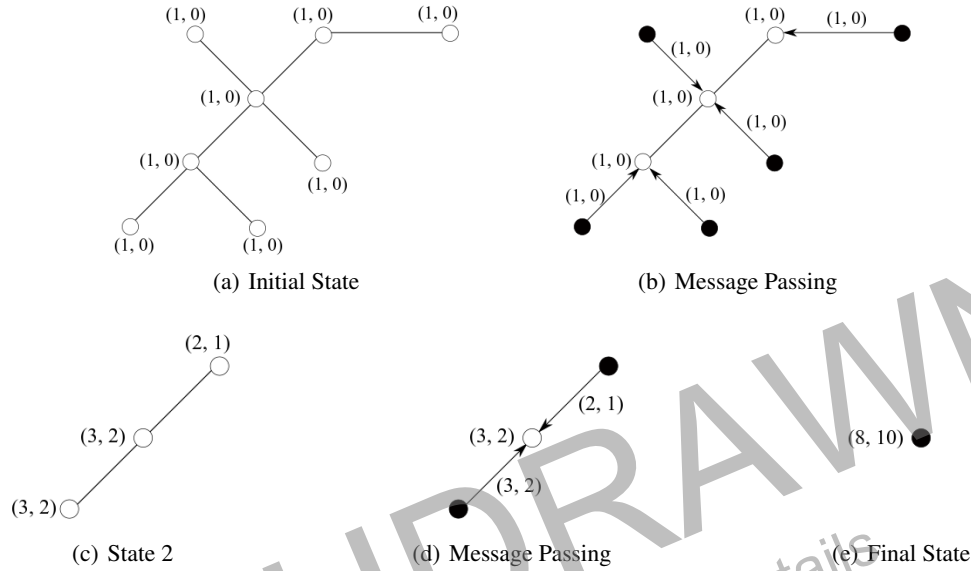 (1, 0) (1, 0) (1, 0)
(1, 0)
(1, 0) (1, 0)
(1, 0) (1, 0)
(a) Initial State
(1, 0) (1, 0)
(1, 0)
(1, 0)
(1, 0)
(1, 0)
(1, 0) (1, 0)
(b) Message Passing
(2, 1)
(3, 2)
(3, 2)
(c) State 2
(2, 1)
(3, 2)
(3, 2)
(d) Message Passing
(8, 10)
(e) Final State